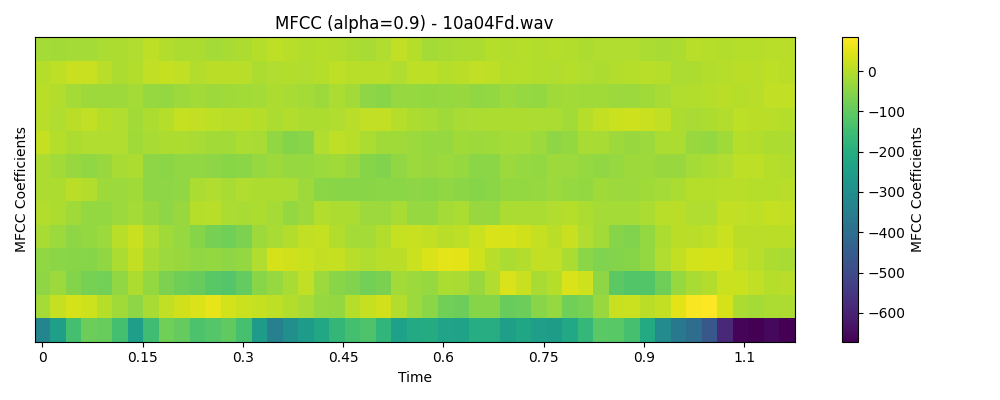 MFCC (alpha=0.9) - 10a04Fd.wav
MFCC Coefficients
0 0.15 0.3 0.45 0.6 0.75 0.9 1.1
Time
0
−100
−200
−300
−400
−500
−600
MFCC Coefficients